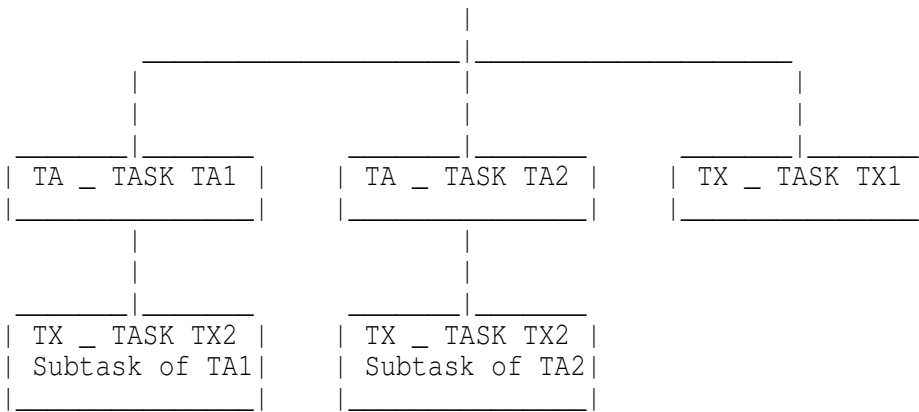 TA _ TASK TA1
TA _ TASK TA2
TX _ TASK TX1
TX _ TASK TX2
Subtask of TA1
TX _ TASK TX2
Subtask of TA2